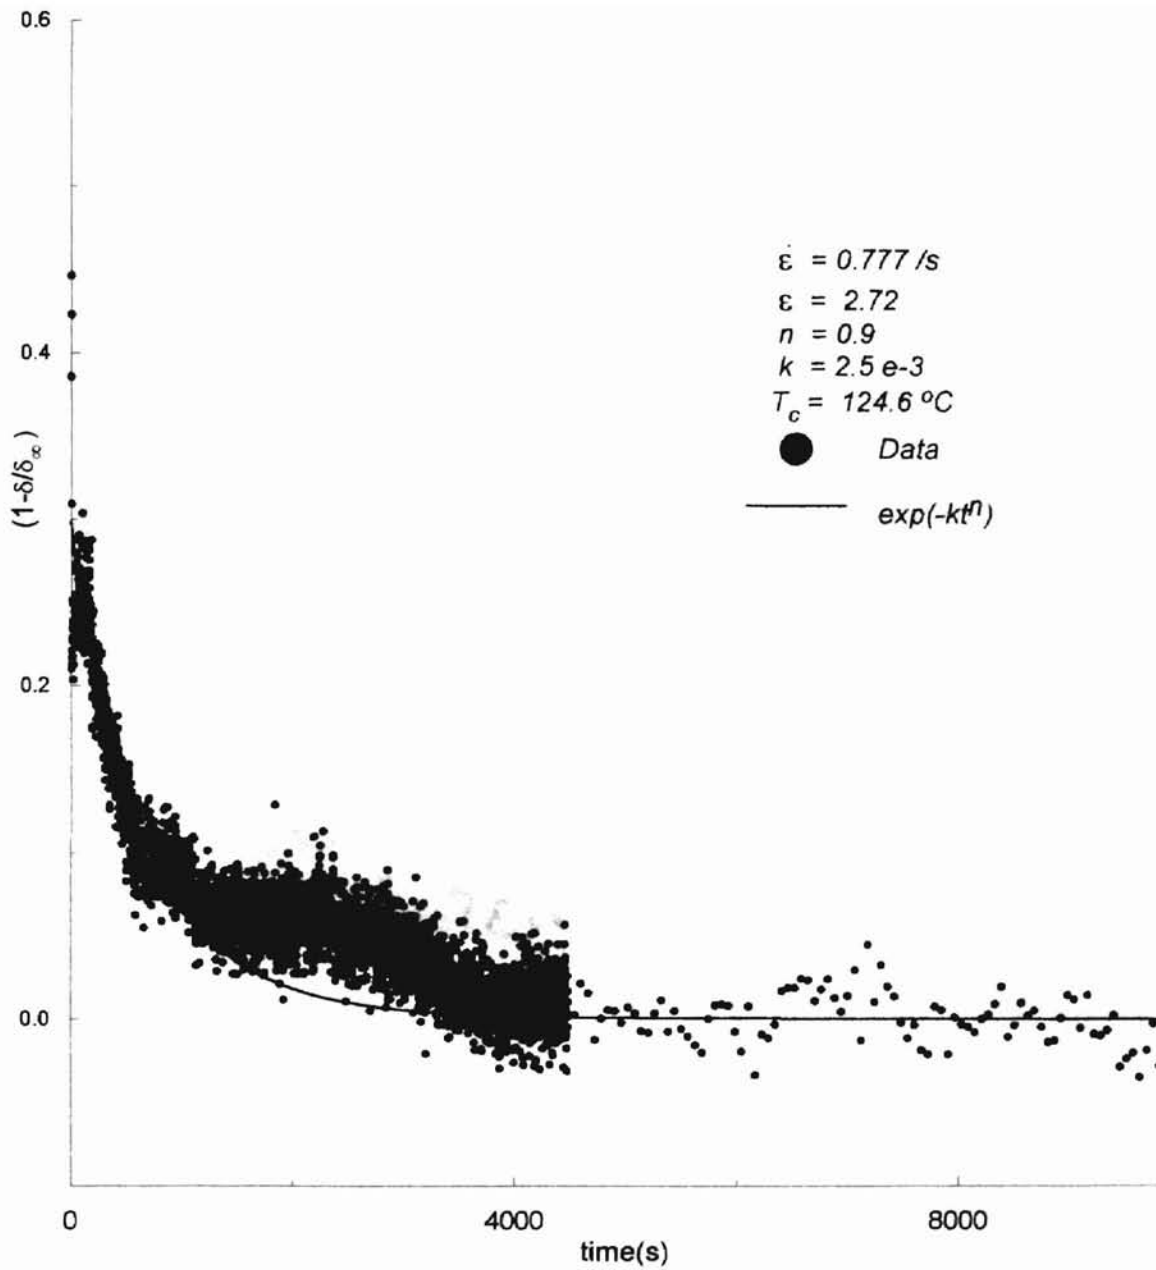 0.6
ε̇ = 0.777 /s
ε = 2.72
n = 0.9
0.4
k = 2.5 e-3
T_c = 124.6 ºC
Data
(1-δ/δ_∞)
exp(-kt^n)
0.2
0.0
0
4000
8000
time(s)